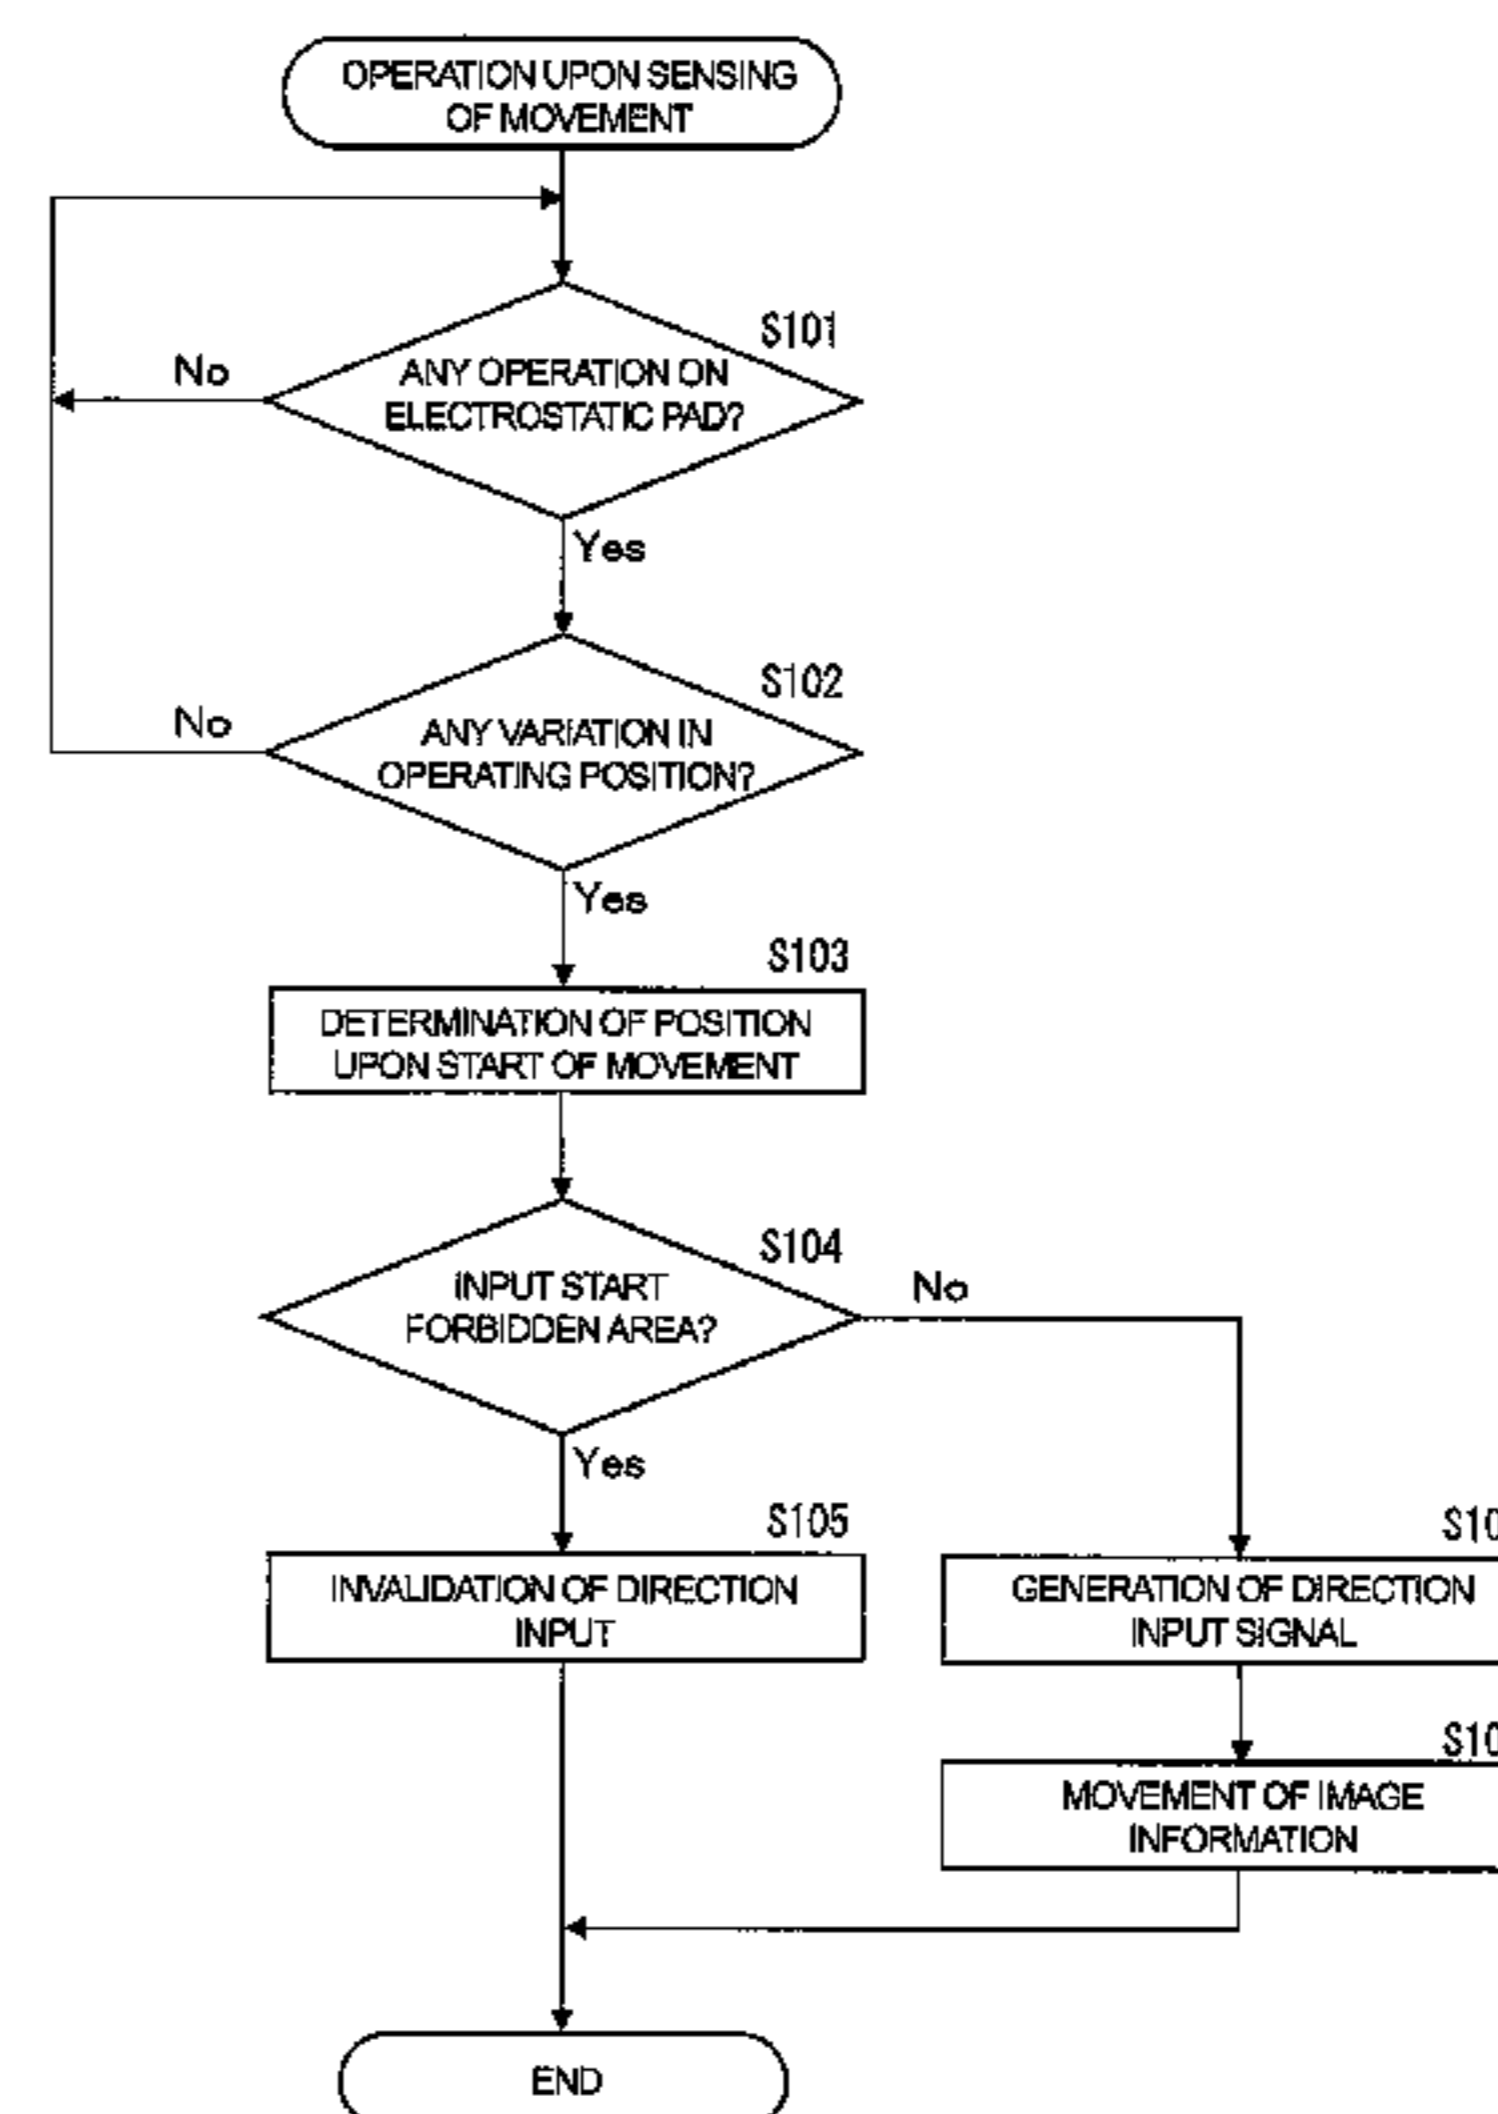 OPERATION UPON SENSING
OF MOVEMENT
S101
No
ANY OPERATION ON
ELECTROSTATIC PAD?
Yes
S102
No
ANY VARIATION IN
OPERATING POSITION?
Yes
S103
DETERMINATION OF POSITION
UPON START OF MOVEMENT
S104
No
INPUT START
FORBIDDEN AREA?
Yes
S105
INVALIDATION OF DIRECTION
INPUT
GENERATION OF DIRECTION
INPUT SIGNAL
MOVEMENT OF IMAGE
INFORMATION
END